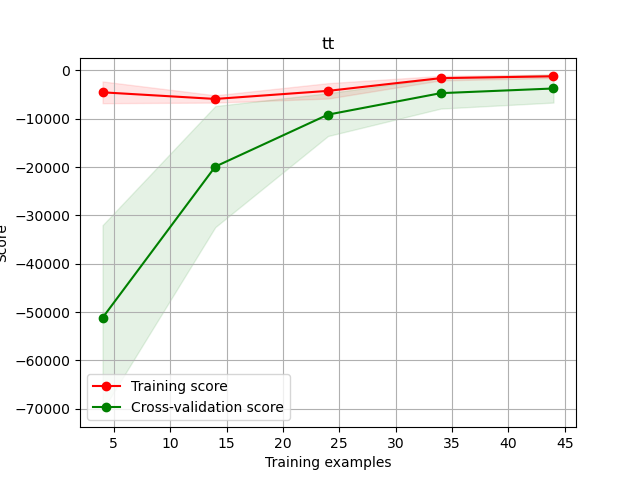 tt
0
−10000
−20000
−30000
−40000
−50000
−60000
−70000
Score
Training score
Cross-validation score
5 10 15 20 25 30 35 40 45
Training examples